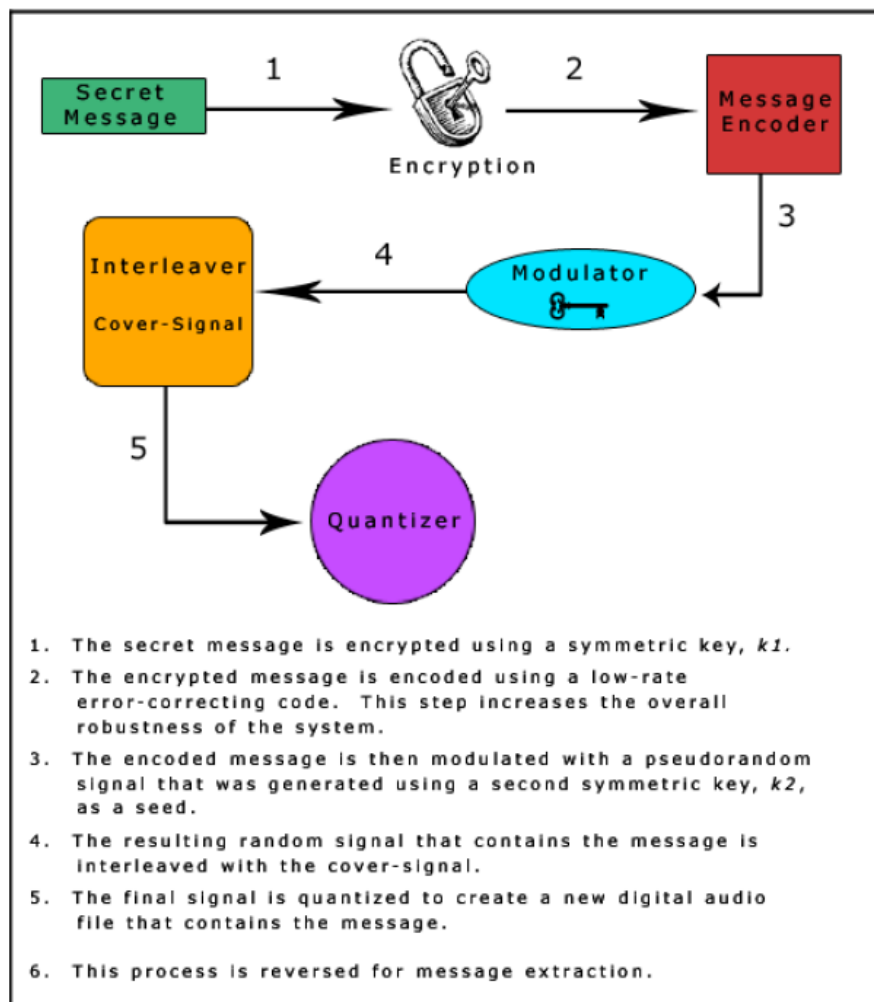 1
2
Secret
Message
Encryption
Message
Encoder
3
4
Interleaver
Cover-Signal
Modulator
5
Quantizer
1. The secret message is encrypted using a symmetric key, k1.
2. The encrypted message is encoded using a low-rate
error-correcting code. This step increases the overall
robustness of the system.
3. The encoded message is then modulated with a pseudorandom
signal that was generated using a second symmetric key, k2,
as a seed.
4. The resulting random signal that contains the message is
interleaved with the cover-signal.
5. The final signal is quantized to create a new digital audio
file that contains the message.
6. This process is reversed for message extraction.